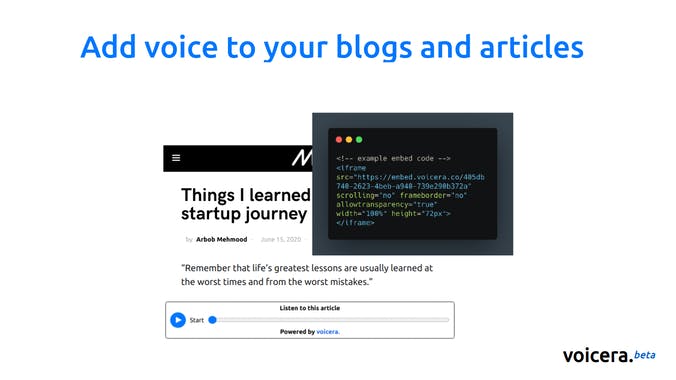 Add voice to your blogs and articles
Things I learned
startup journey
by Arbob Mehmood June 15, 2020
"Remember that life's greatest lessons are usually learned at
the worst times and from the worst mistakes."
<!-- example embed code -->
<iframe
src="https://embed.voicera.co/405db
740-2623-4beb-a940-739e290b372a"
scrolling="no" frameborder="no"
allowtransparency="true"
width="100%" height="72px">
</iframe>
Listen to this article
Start
Powered by voicera.
voicera.beta